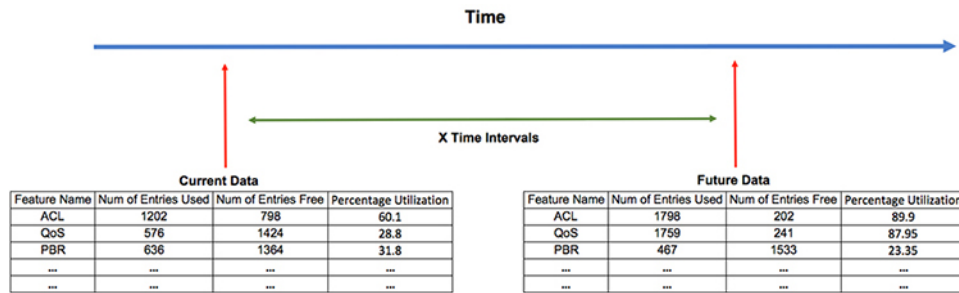 Time
X Time Intervals
Current Data
Feature Name Num of Entries Used Num of Entries Free Percentage Utilization
ACL 1202 798 60.1
QoS 576 1424 28.8
PBR 636 1364 31.8
... ... ... ...
... ... ... ...
Future Data
Feature Name Num of Entries Used Num of Entries Free Percentage Utilization
ACL 1798 202 89.9
QoS 1759 241 87.95
PBR 467 1533 23.35
... ... ... ...
... ... ... ...